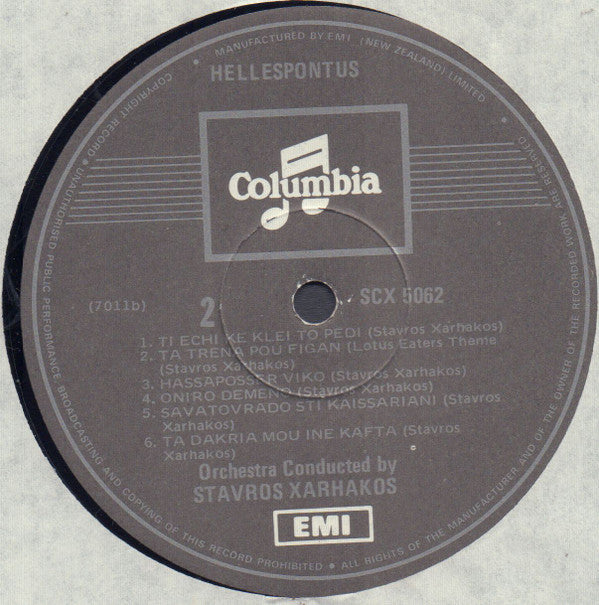 MANUFACTURED BY EMI (NEW ZEALAND) LIMITED
HELLESPONTUS
Columbia
(7011b)
2
SCX 5062
1. TI ECHI KE KLEI TO PEDI (Stavros Xarhakos)
2. TA TRENA POU FIGAN (Lotus Eaters Theme
(Stavros Xarhakos)
3. HASSAPOSSER VIKO (Stavros Xarhakos)
4. ONIRO DEMENO (Stavros Xarhakos)
5. SAVATOVRADO STI KAISSARIANI (Stavros
Xarhakos)
6. TA DAKRIA MOU INE KAFTA (Stavros
Xarhakos)
Orchestra Conducted by
STAVROS XARHAKOS
EMI
ALL RIGHTS OF THE MANUFACTURER AND OF THE OWNER OF THE RECORDED WORK ARE RESERVED
COPYRIGHT RECORD • UNAUTHORISED PUBLIC PERFORMANCE BROADCASTING AND COPYING OF THIS RECORD PROHIBITED •